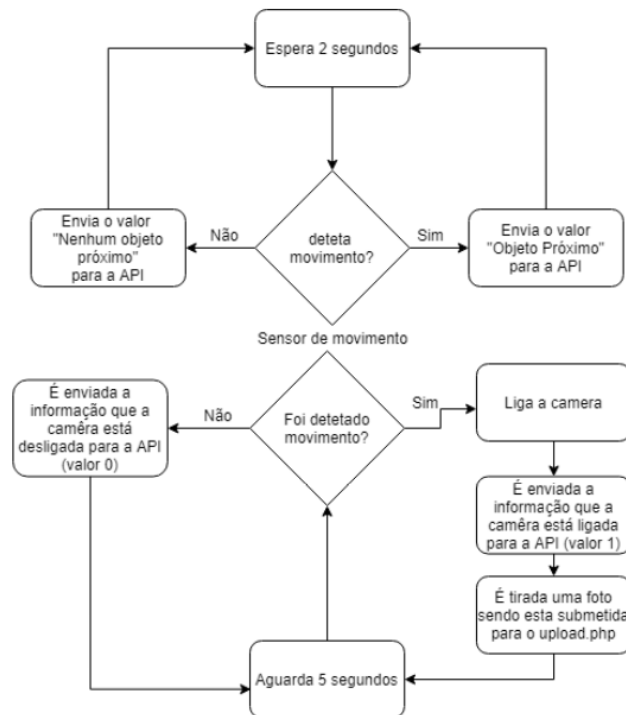 Espera 2 segundos
Envia o valor
"Nenhum objeto
próximo"
para a API
Não
deteta
movimento?
Sim
Envia o valor
"Objeto Próximo"
para a API
Sensor de movimento
É enviada a
informação que a
camêra está
desligada para a API
(valor 0)
Não
Foi detetado
movimento?
Sim
Liga a camera
É enviada a
informação que a
camêra está ligada
para a API (valor 1)
É tirada uma foto
sendo esta submetida
para o upload.php
Aguarda 5 segundos